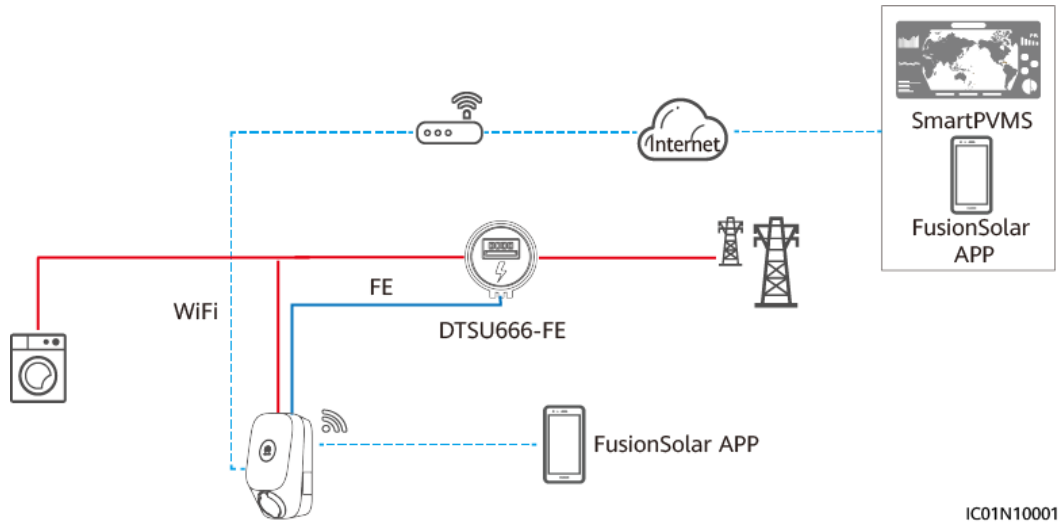 SmartPVMS
Internet
FusionSolar
APP
FE
WiFi
DTSU666-FE
FusionSolar APP
IC01N10001